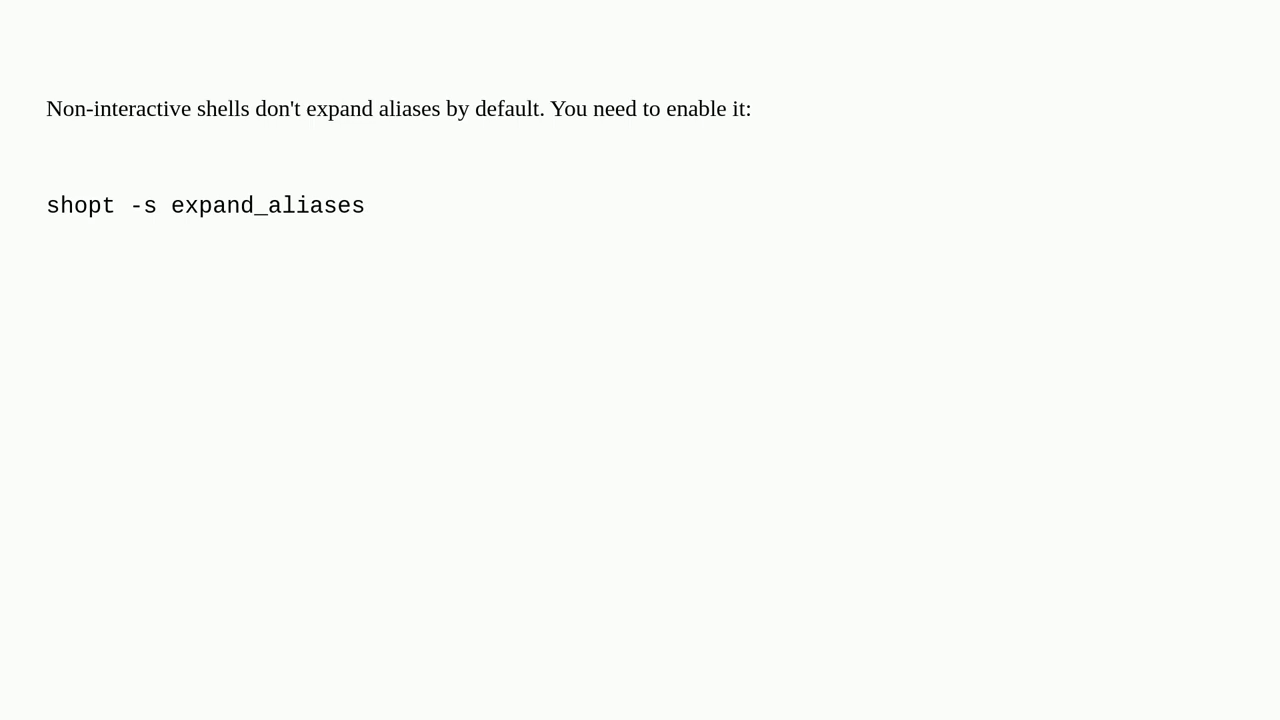 Non-interactive shells don't expand aliases by default. You need to enable it:
shopt -s expand_aliases